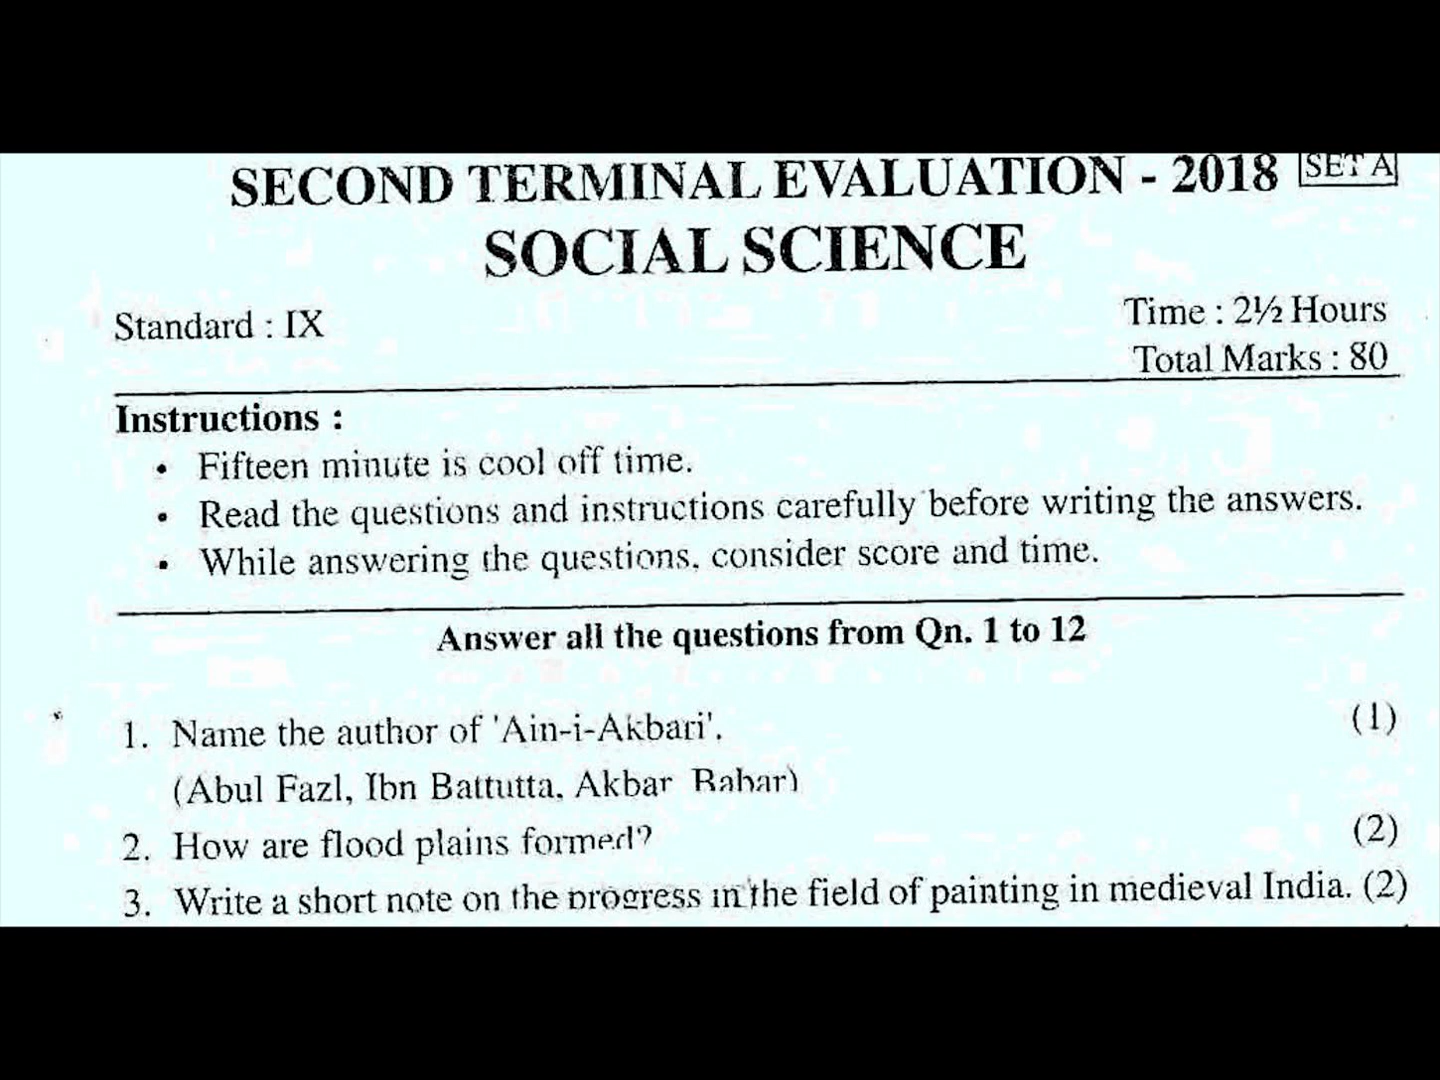 SECOND TERMINAL EVALUATION - 2018 SET A
SOCIAL SCIENCE
Standard : IX
Time : 2½ Hours
Total Marks : 80
Instructions :
• Fifteen minute is cool off time.
• Read the questions and instructions carefully before writing the answers.
• While answering the questions, consider score and time.
Answer all the questions from Qn. 1 to 12
1. Name the author of 'Ain-i-Akbari'. (1)
(Abul Fazl, Ibn Battutta, Akbar Babar)
2. How are flood plains formed? (2)
3. Write a short note on the progress in the field of painting in medieval India. (2)